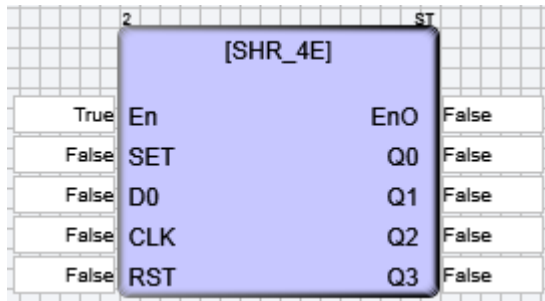 2 ST
[SHR_4E]
True En EnO False
False SET Q0 False
False D0 Q1 False
False CLK Q2 False
False RST Q3 False